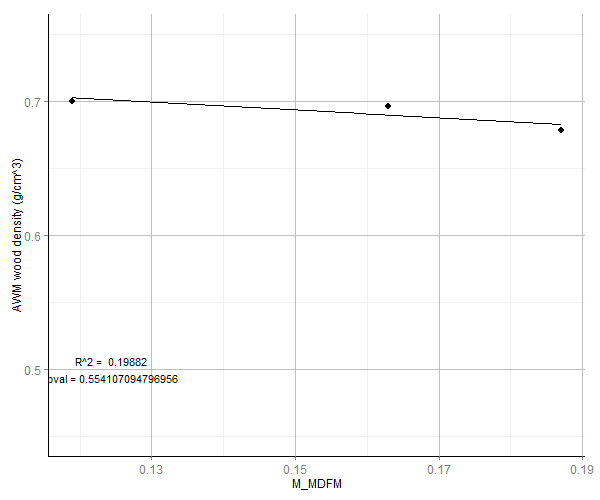 AWM wood density (g/cm^3)
0.7
0.6
0.5
R^2 = 0.19882
pval = 0.554107094796956
0.13 0.15 0.17 0.19
M_MDFM